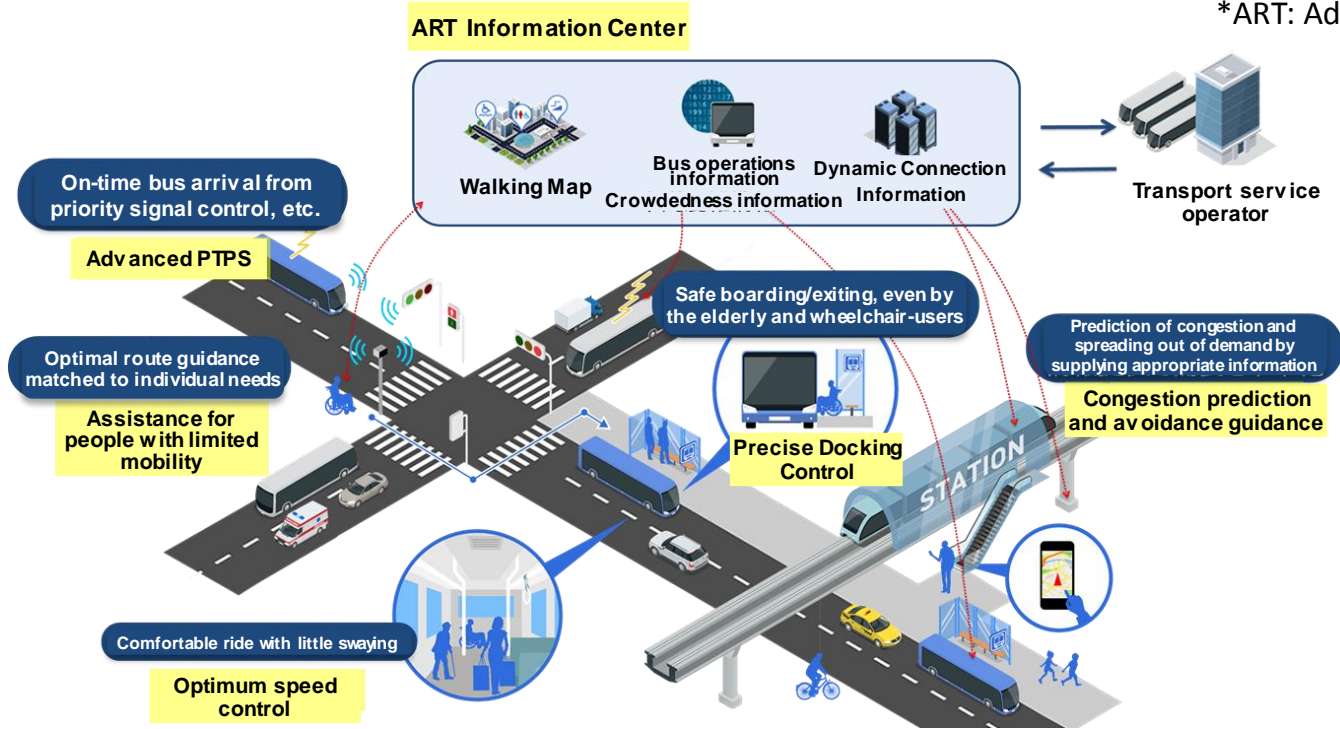 *ART: Ad
ART Information Center
Walking Map
Bus operations
information
Crowdedness information
Dynamic Connection
Information
Transport service
operator
On-time bus arrival from
priority signal control, etc.
Advanced PTPS
Safe boarding/exiting, even by
the elderly and wheelchair-users
Precise Docking
Control
Prediction of congestion and
spreading out of demand by
supplying appropriate information
Congestion prediction
and avoidance guidance
Optimal route guidance
matched to individual needs
Assistance for
people with limited
mobility
STATION
Comfortable ride with little swaying
Optimum speed
control